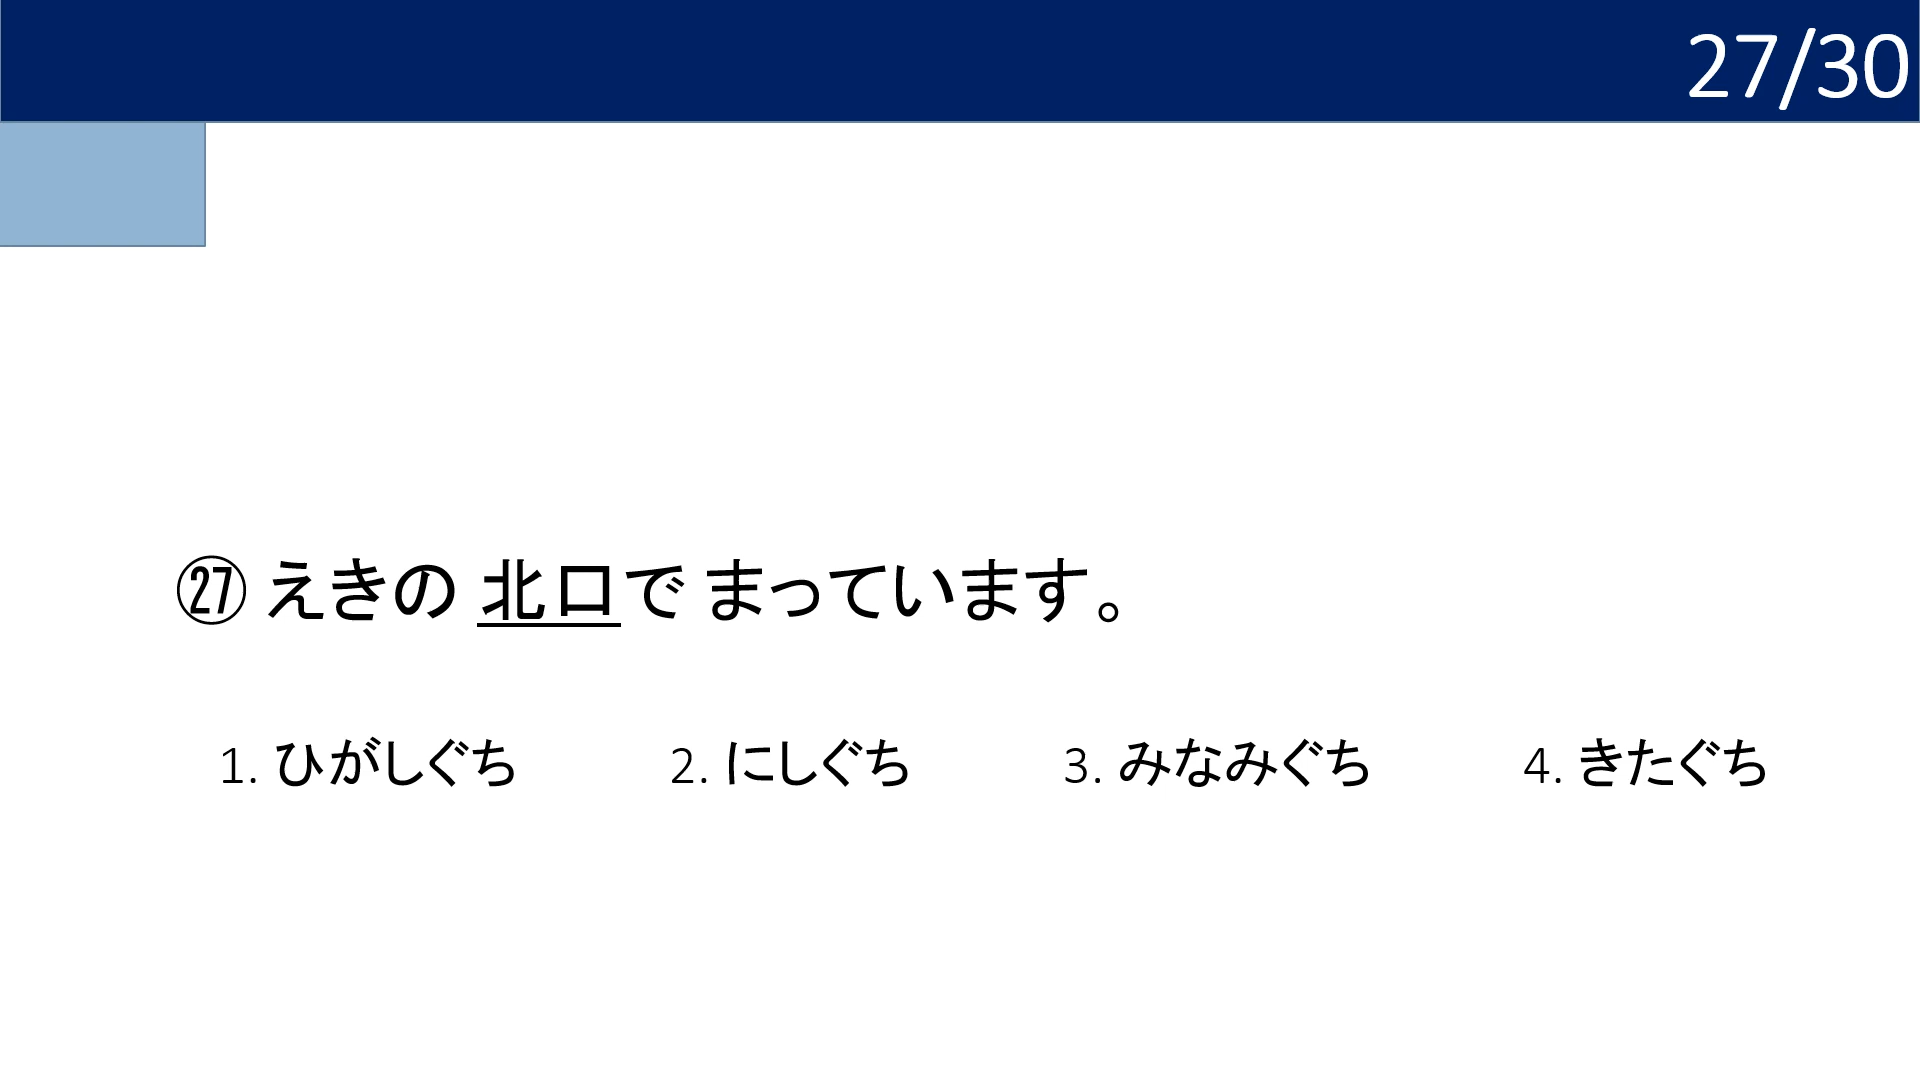 27/30
㉗ えきの 北口で まっています。
1. ひがしぐち 2. にしぐち 3. みなみぐち 4. きたぐち